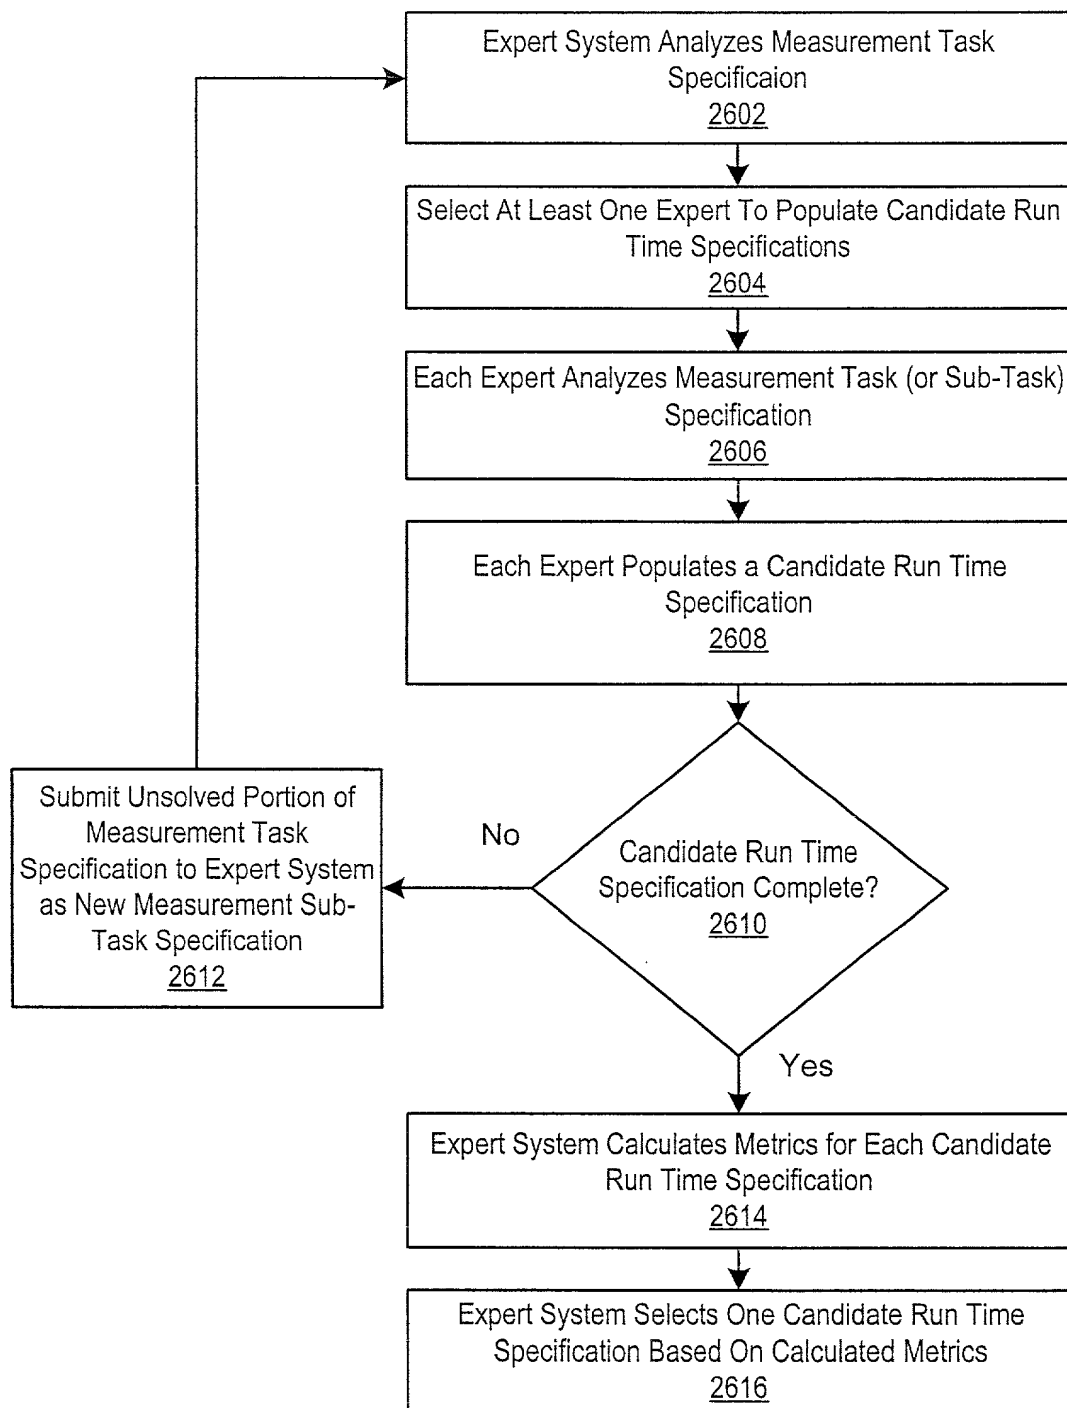 Expert System Analyzes Measurement Task
Specificaion
2602
Select At Least One Expert To Populate Candidate Run
Time Specifications
2604
Each Expert Analyzes Measurement Task (or Sub-Task)
Specification
2606
Each Expert Populates a Candidate Run Time
Specification
2608
Candidate Run Time
Specification Complete?
2610
No
Submit Unsolved Portion of
Measurement Task
Specification to Expert System
as New Measurement Sub-
Task Specification
2612
Yes
Expert System Calculates Metrics for Each Candidate
Run Time Specification
2614
Expert System Selects One Candidate Run Time
Specification Based On Calculated Metrics
2616